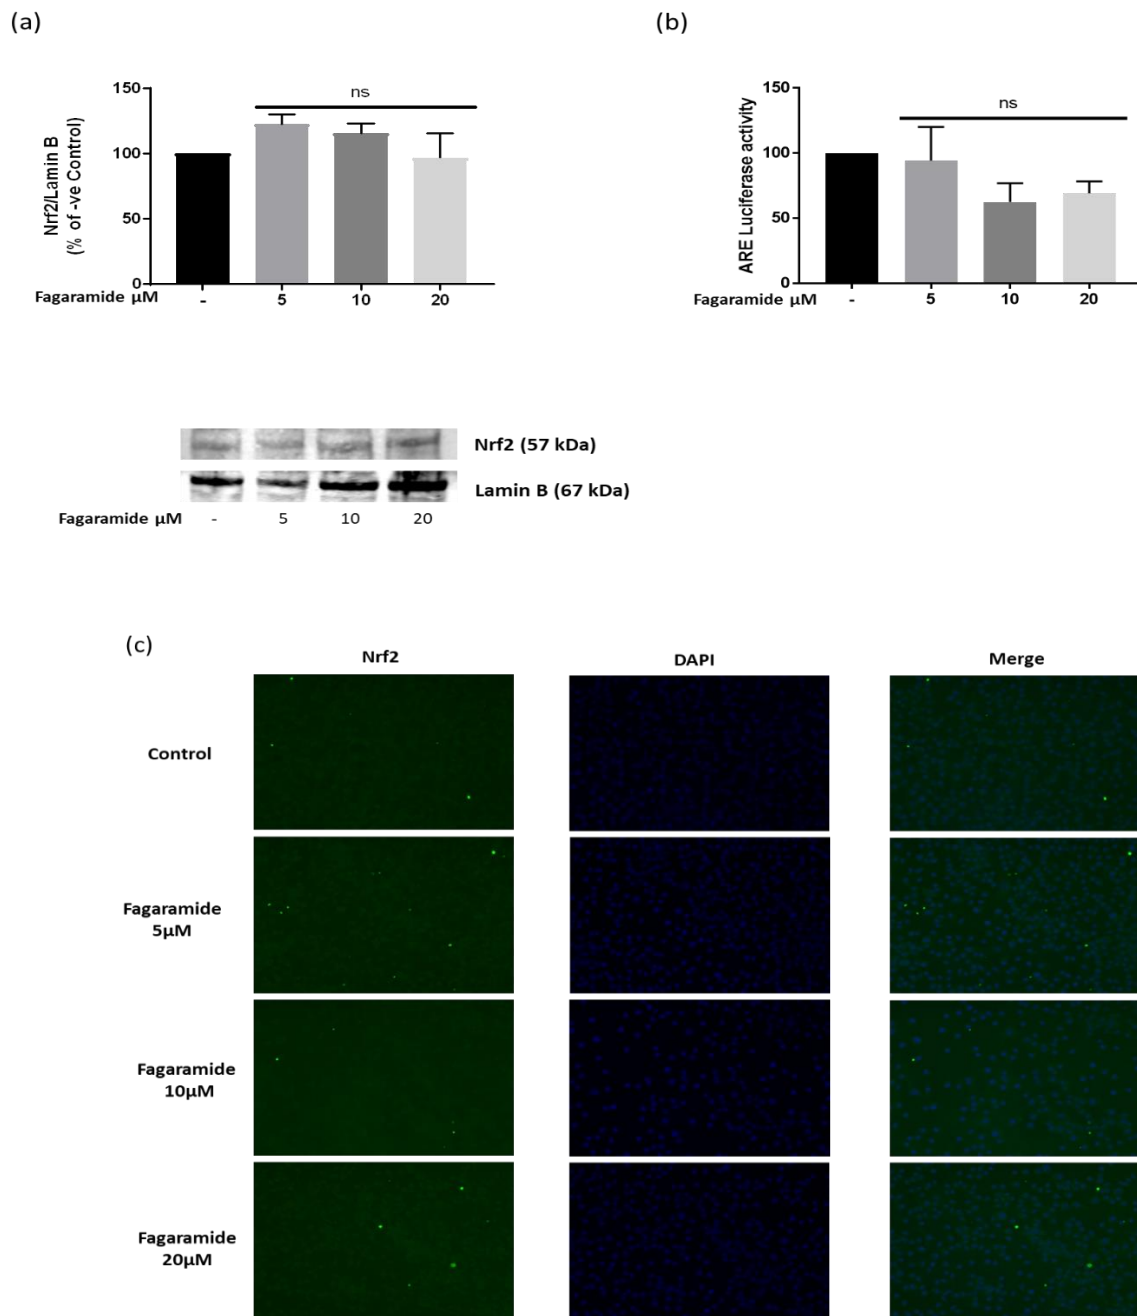 (a)
150
100
50
0
Nrf2/Lamin B
(% of -ve Control)
ns
Fagaramide μM
- 5 10 20
(b)
150
100
50
0
ARE Luciferase activity
ns
Fagaramide μM
- 5 10 20
Nrf2 (57 kDa)
Lamin B (67 kDa)
Fagaramide μM - 5 10 20
(c)
Nrf2 DAPI Merge
Control
Fagaramide
5μM
Fagaramide
10μM
Fagaramide
20μM